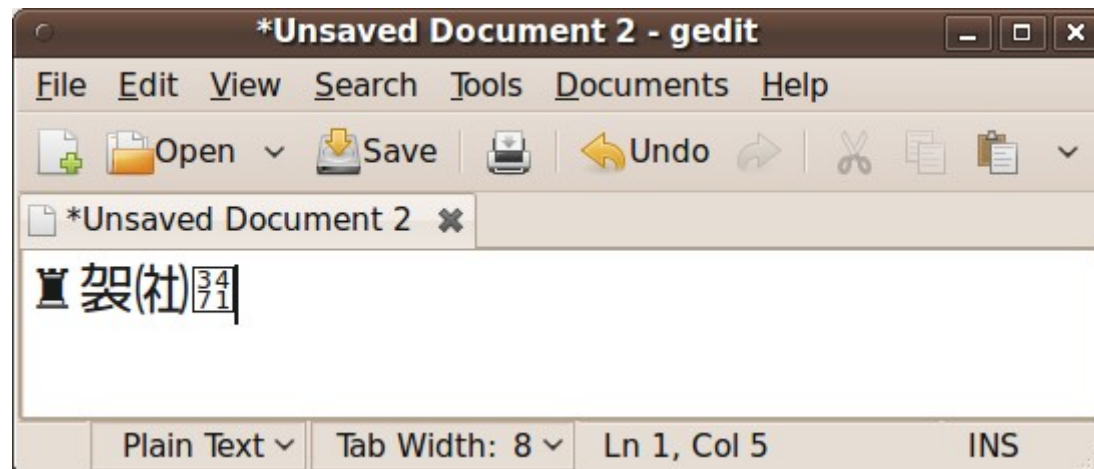 *Unsaved Document 2 - gedit
File Edit View Search Tools Documents Help
Open Save Undo
*Unsaved Document 2
♜袈㈳3471
Plain Text Tab Width: 8 Ln 1, Col 5 INS